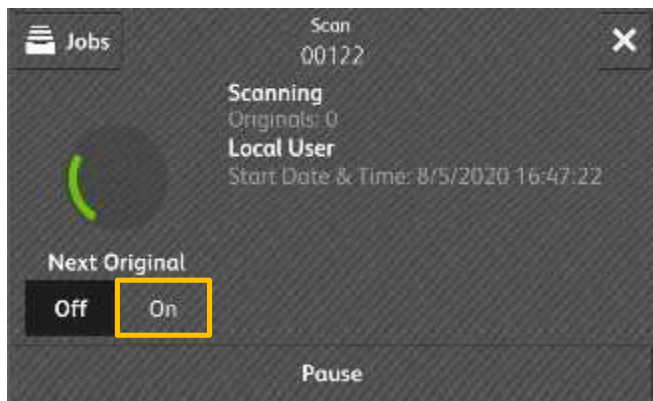 Jobs
Scan
00122
Scanning
Originals: 0
Local User
Start Date & Time: 8/5/2020 16:47:22
Next Original
Off
On
Pause